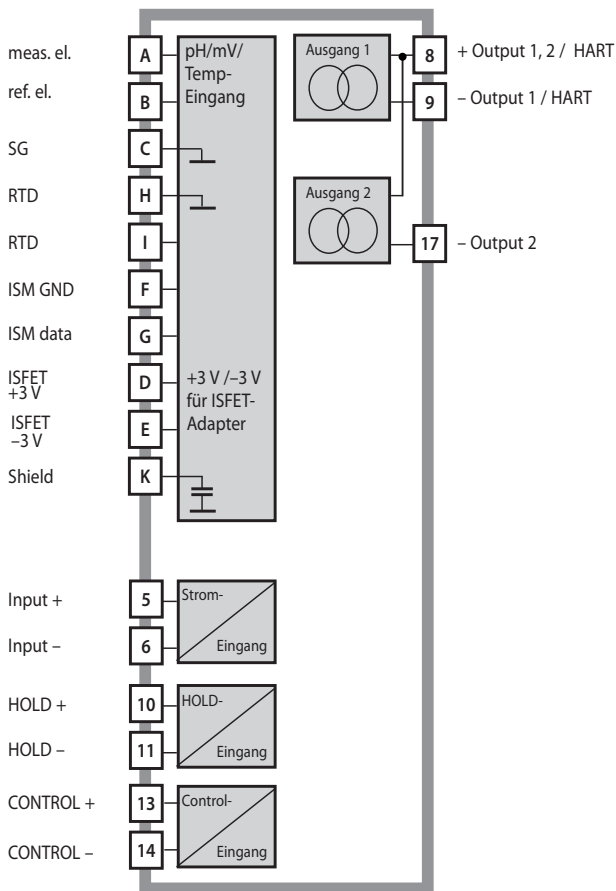 meas. el.
A
pH/mV/
Temp-
Eingang
ref. el.
B
SG
C
RTD
H
RTD
I
ISM GND
F
ISM data
G
ISFET
+3 V
D
+3 V /–3 V
für ISFET-
Adapter
ISFET
–3 V
E
Shield
K
Ausgang 1
8
+ Output 1, 2 / HART
9
– Output 1 / HART
Ausgang 2
17
– Output 2
Input +
5
Strom-
Input –
6
Eingang
HOLD +
10
HOLD-
HOLD –
11
Eingang
CONTROL +
13
Control-
CONTROL –
14
Eingang